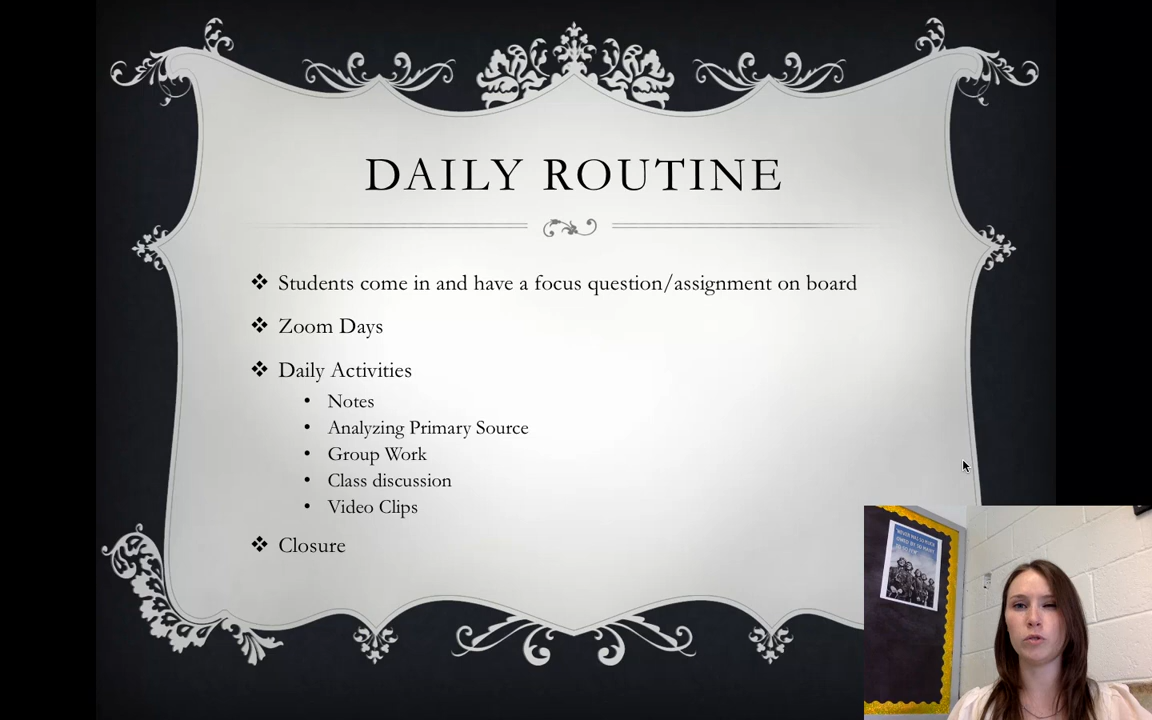 DAILY ROUTINE
Students come in and have a focus question/assignment on board
Zoom Days
Daily Activities
Notes
Analyzing Primary Source
Group Work
Class discussion
Video Clips
Closure